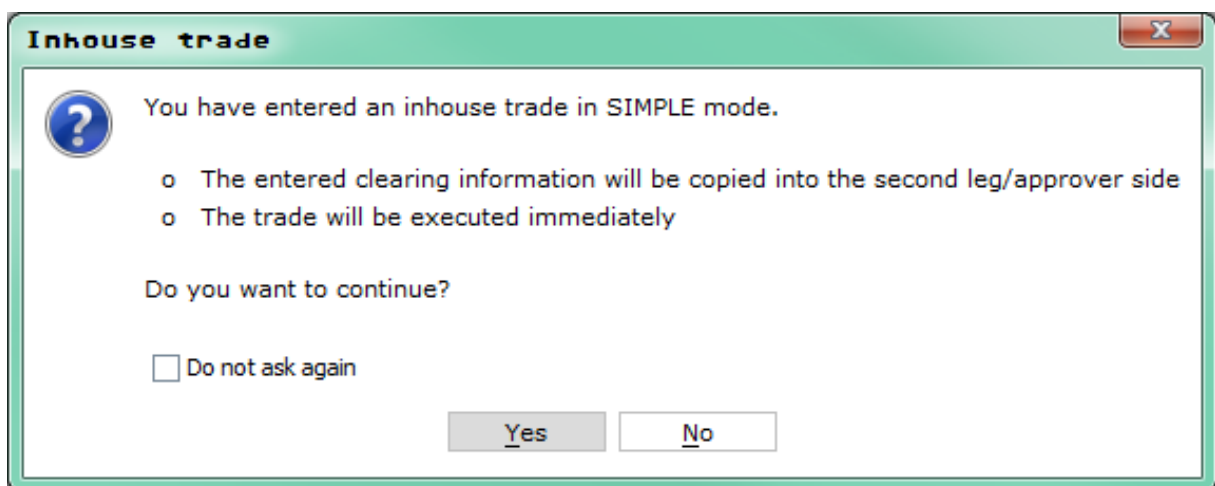 Inhouse trade
x
?
You have entered an inhouse trade in SIMPLE mode.
o The entered clearing information will be copied into the second leg/approver side
o The trade will be executed immediately
Do you want to continue?
Do not ask again
Yes No